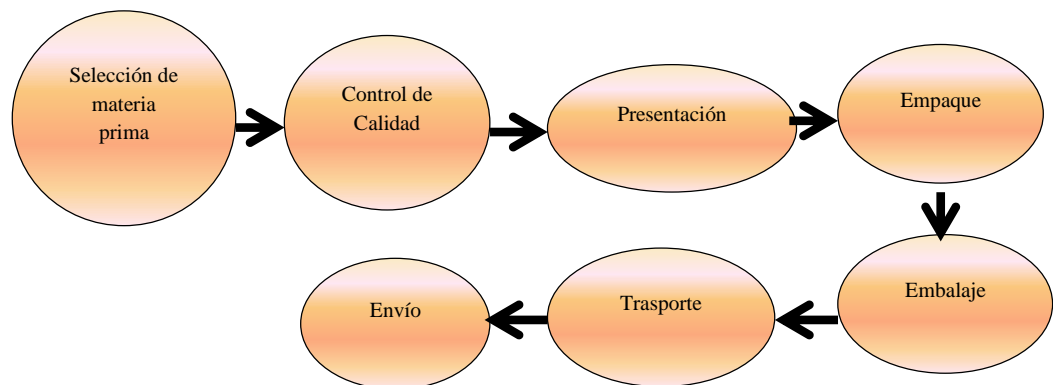 Selección de
materia
prima
Control de
Calidad
Presentación
Empaque
Embalaje
Trasporte
Envío